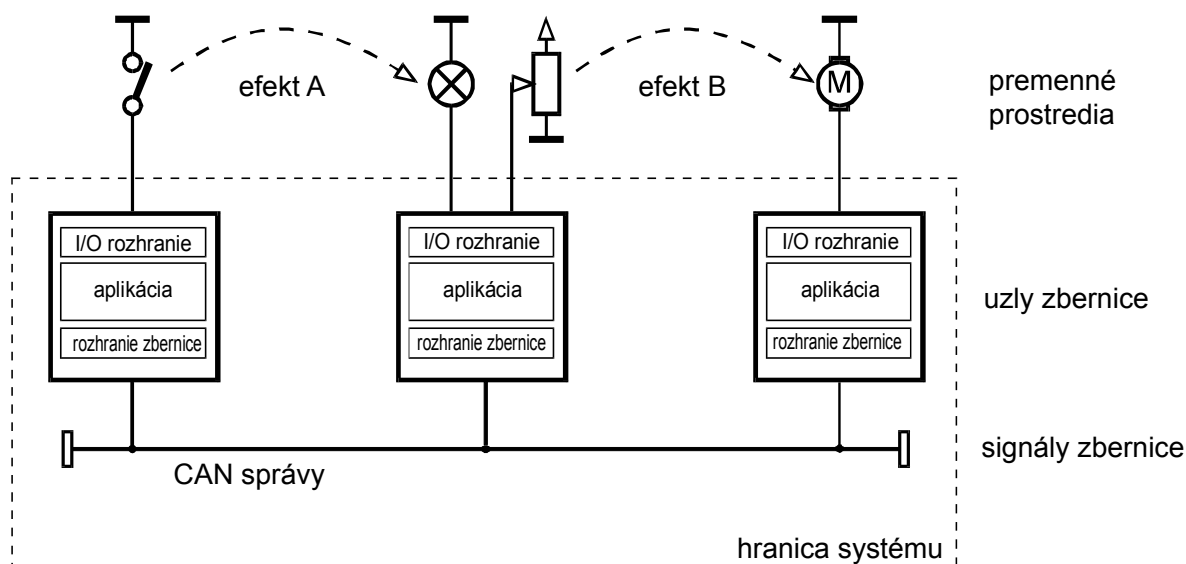 efekt A
efekt B
M
premenné
prostredia
I/O rozhranie
aplikácia
rozhranie zbernice
I/O rozhranie
aplikácia
rozhranie zbernice
I/O rozhranie
aplikácia
rozhranie zbernice
uzly zbernice
CAN správy
signály zbernice
hranica systému